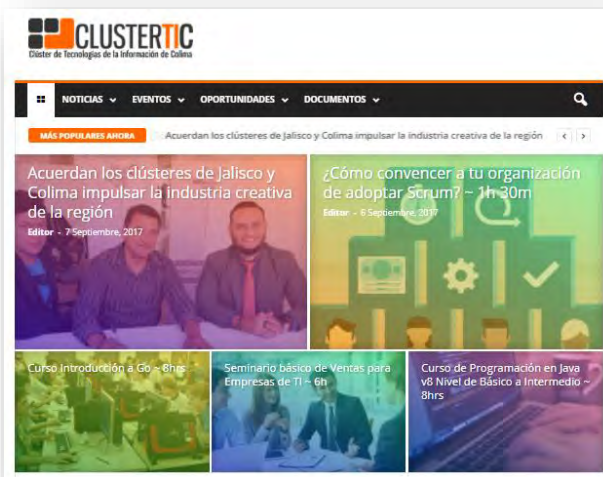 CLUSTERTIC
Clúster de Tecnologías de la Información de Colima
NOTICIAS EVENTOS OPORTUNIDADES DOCUMENTOS
MÁS POPULARES AHORA Acuerdan los clústeres de Jalisco y Colima impulsar la industria creativa de la región
Acuerdan los clústeres de Jalisco y
Colima impulsar la industria creativa
de la región
Editor - 7 Septiembre, 2017
¿Cómo convencer a tu organización
de adoptar Scrum? ~ 1h 30m
Editor - 6 Septiembre, 2017
Curso Introducción a Go ~ 8hrs
Seminario básico de Ventas para
Empresas de TI ~ 6h
Curso de Programación en Java
v8 Nivel de Básico a Intermedio ~
8hrs